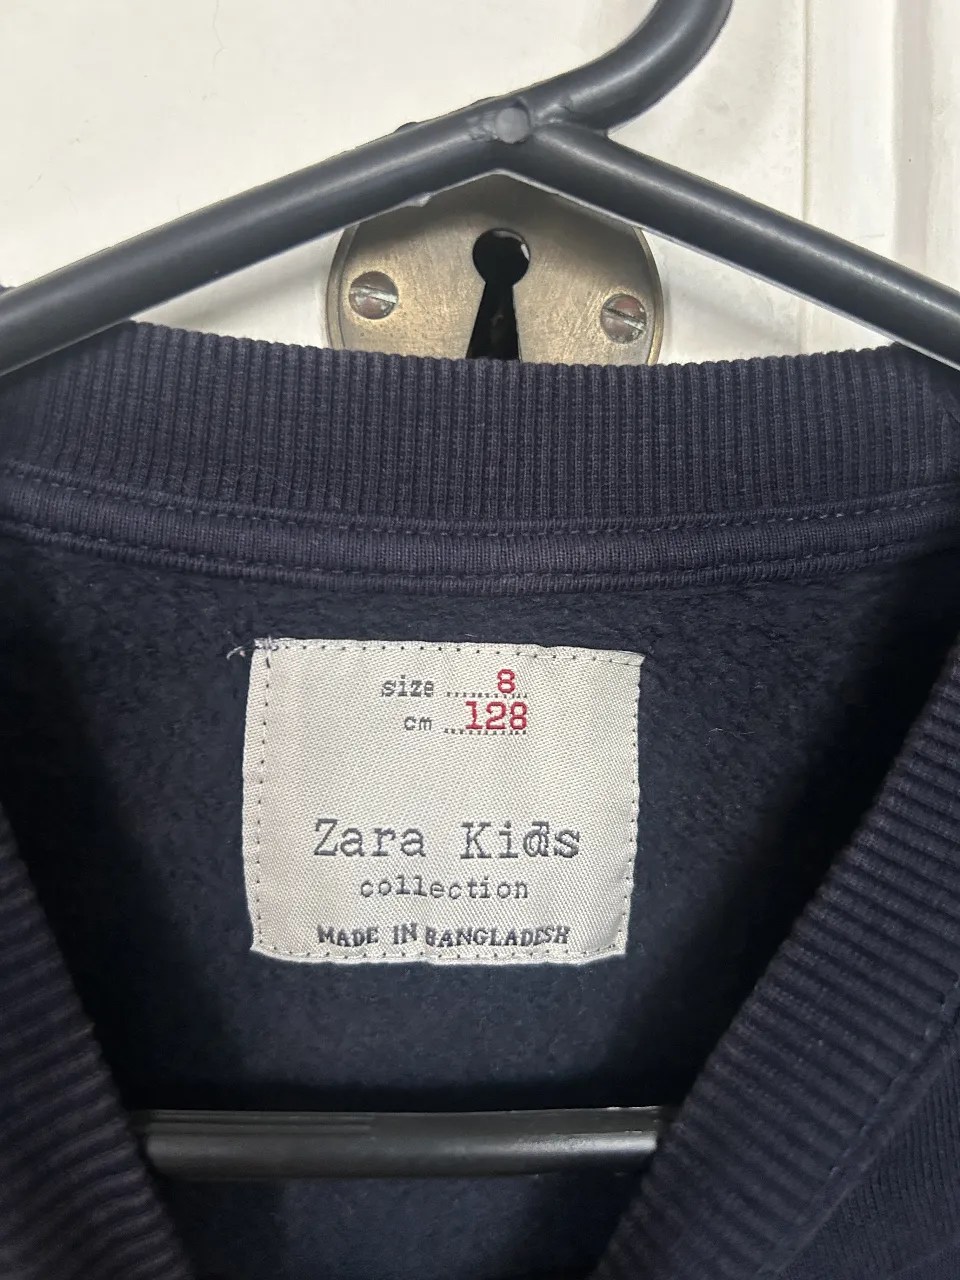 size 8
cm 128
Zara Kids
collection
MADE IN BANGLADESH